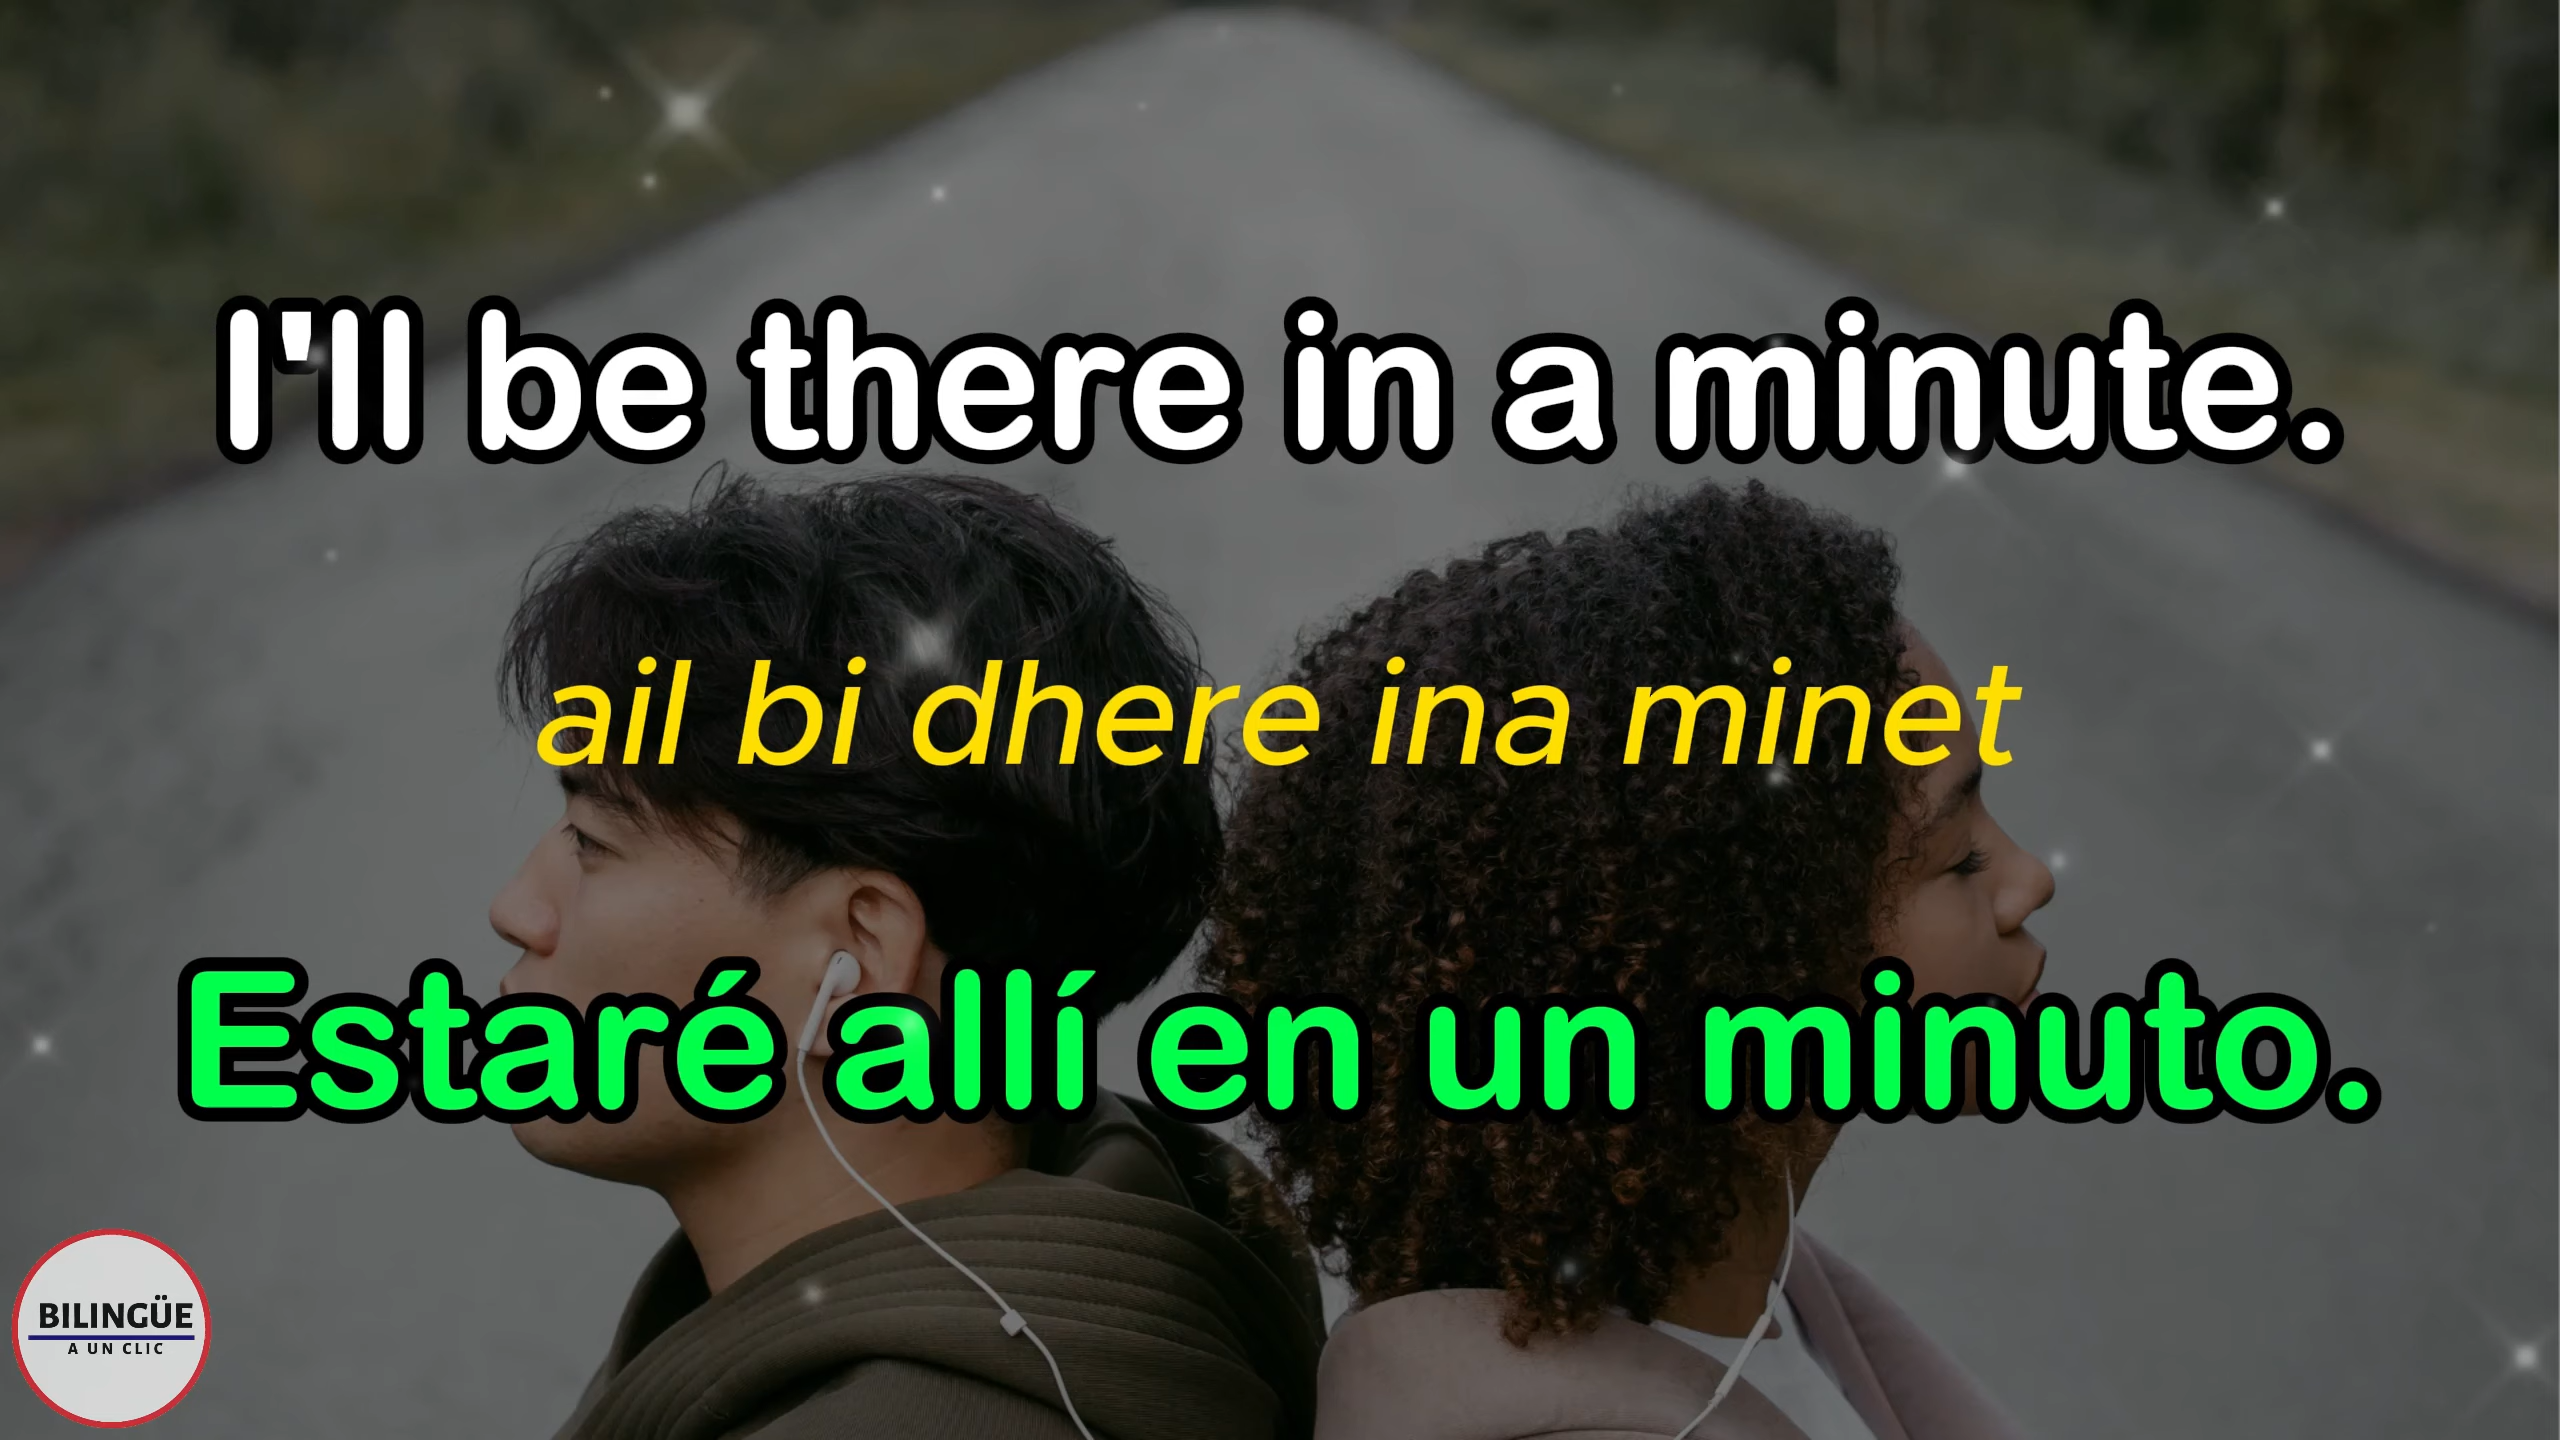 I'll be there in a minute.
ail bi dhere ina minet
Estaré allí en un minuto.
BILINGÜE
A UN CLIC